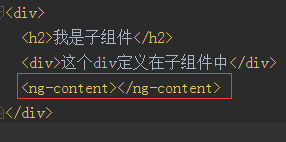 <div>
<h2>我是子组件</h2>
<div>这个div定义在子组件中</div>
<ng-content></ng-content>
</div>